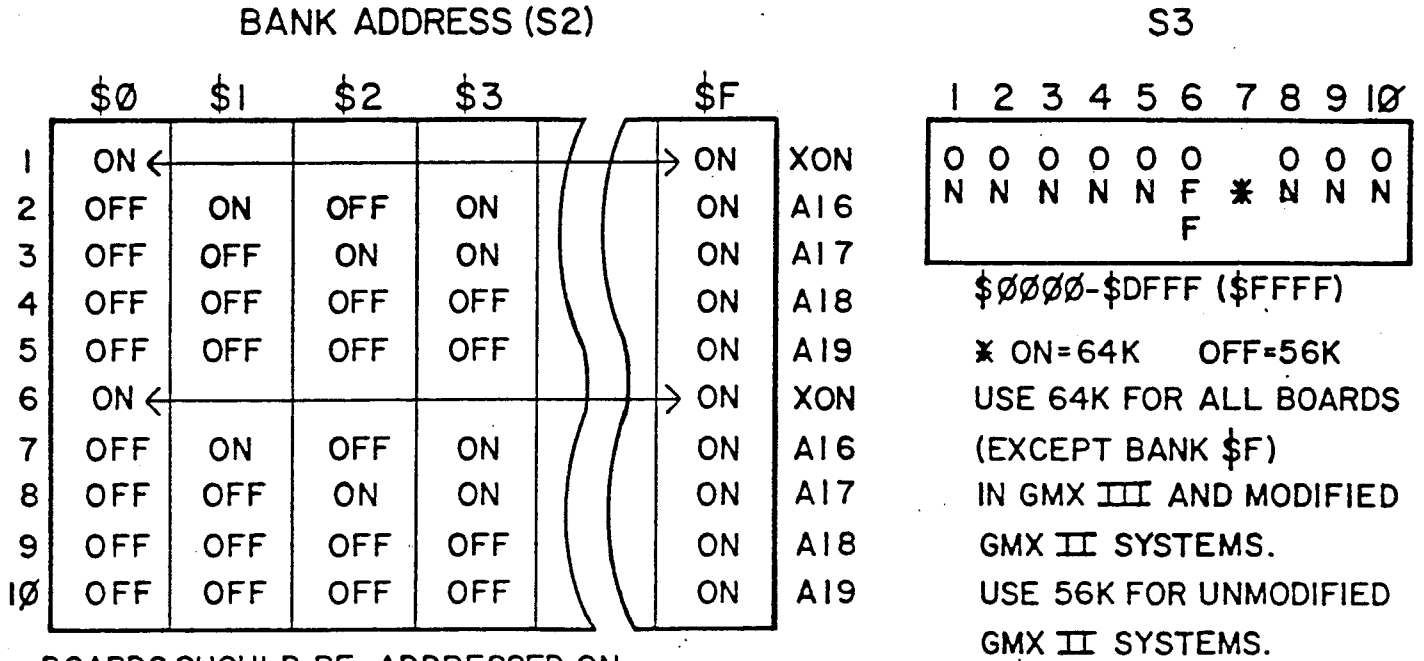 BANK ADDRESS (S2)
$Ø $1 $2 $3 $F
1 ON ON XON
2 OFF ON OFF ON ON A16
3 OFF OFF ON ON ON A17
4 OFF OFF OFF OFF ON A18
5 OFF OFF OFF OFF ON A19
6 ON ON XON
7 OFF ON OFF ON ON A16
8 OFF OFF ON ON ON A17
9 OFF OFF OFF OFF ON A18
1Ø OFF OFF OFF OFF ON A19
BOARDS SHOULD BE ADDRESSED ON
S3
1 2 3 4 5 6 7 8 9 1Ø
O O O O O O O O O
N N N N N F * N N N
F
$ØØØØ-$DFFF ($FFFF)
* ON=64K OFF=56K
USE 64K FOR ALL BOARDS
(EXCEPT BANK $F)
IN GMX III AND MODIFIED
GMX II SYSTEMS.
USE 56K FOR UNMODIFIED
GMX II SYSTEMS.